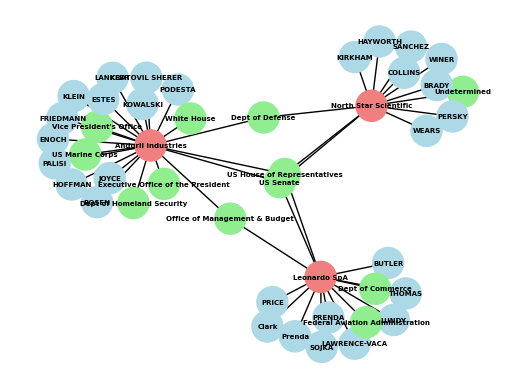 HAYWORTH
SANCHEZ
KIRKHAM
WINER
COLLINS
LANKER
TOVIL SHERER
BRADY
Undetermined
PODESTA
KLEIN
ESTES
KOWALSKI
North Star Scientific
PERSKY
FRIEDMANN
White House
Dept of Defense
Vice President's Office
WEARS
ENOCH
Anduril Industries
US Marine Corps
PALISI
US House of Representatives
JOYCE
US Senate
HOFFMAN
Executive Office of the President
ROSEN
Dept of Homeland Security
Office of Management & Budget
BUTLER
Leonardo SpA
Dept of Commerce
THOMAS
PRICE
PRENDA
LUNDY
Clark
Federal Aviation Administration
Prenda
LAWRENCE-VACA
SOJKA